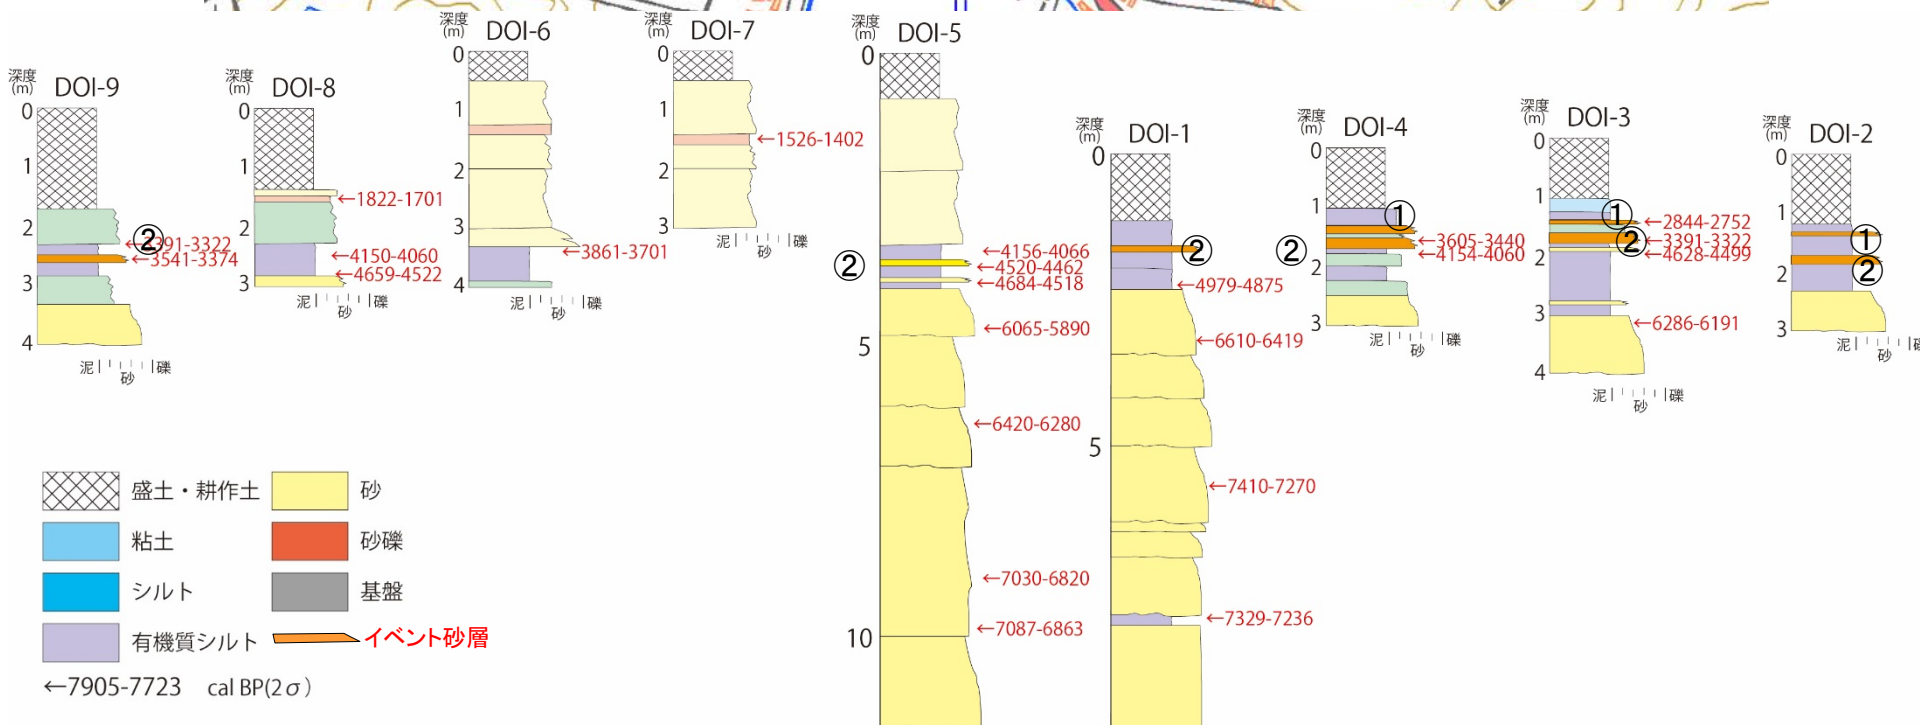 DOI-9
深度
(m)
0
1
2
3
4
②
←3391-3322
←3541-3374
泥 砂 礫
DOI-8
深度
(m)
0
1
2
3
←1822-1701
←4150-4060
←4659-4522
泥 砂 礫
DOI-6
深度
(m)
0
1
2
3
4
←3861-3701
泥 砂 礫
DOI-7
深度
(m)
0
1
2
3
←1526-1402
泥 砂 礫
DOI-5
深度
(m)
0
5
10
②
←4156-4066
←4520-4462
←4684-4518
←6065-5890
←6420-6280
←7030-6820
←7087-6863
DOI-1
深度
(m)
0
5
②
←4979-4875
←6610-6419
←7410-7270
←7329-7236
DOI-4
深度
(m)
0
1
2
3
①
②
←3605-3440
←4154-4060
泥 砂 礫
DOI-3
深度
(m)
0
1
2
3
4
①
②
←2844-2752
←3391-3322
←4628-4499
←6286-6191
泥 砂 礫
DOI-2
深度
(m)
0
1
2
3
①
②
泥 砂 礫
盛土・耕作土
粘土
シルト
有機質シルト
砂
砂礫
基盤
イベント砂層
←7905-7723 cal BP(2σ)